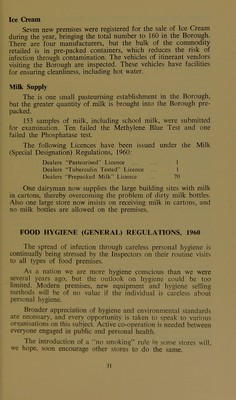 Ice Cream
Seven new premises were registered for the sale of Ice Cream
during the year, bringing the total number to 160 in the Borough.
There are four manufacturers, but the bulk of the commodity
retailed is in pre-packed containers, which reduces the risk of
infection through contamination. The vehicles of itinerant vendors
visiting the Borough are inspected. These vehicles have facilities
for ensuring cleanliness, including hot water.
Milk Supply
There is one small pasteurising establishment in the Borough,
but the greater quantity of milk is brought into the Borough pre-
packed.
153 samples of milk, including school milk, were submitted
for examination. Ten failed the Methylene Blue Test and one
failed the Phosphatase test.
The following Licences have been issued under the Milk
(Special Designation) Regulations, 1960:
Dealers "Pasteurised" Licence ... ... 1
Dealers "Tuberculin Tested" Licence ... 1
Dealers "Prepacked Milk" Licence ... 70
One dairyman now supplies the large building sites with milk
in cartons, thereby overcoming the problem of dirty milk bottles.
Also one large store now insists on receiving milk in cartons, and
no milk bottles are allowed on the premises.
FOOD HYGIENE (GENERAL) REGULATIONS, 1960
The spread of infection through careless personal hygiene is
continually being stressed by the Inspectors on their routine visits
to all types of food premises.
As a nation we are more hygiene conscious than we were
several years ago, but the outlook on hygiene could be too
limited. Modern premises, new equipment and hygiene selling
methods will be of no value if the individual is careless about
personal hygiene.
Broader appreciation of hygiene and environmental standards
are necessary, and every opportunity is taken to speak to various
organisations on this subject. Active co-operation is needed between
everyone engaged in public and personal health.
The introduction of a "no smoking" rule in some stores will,
we hope, soon encourage other stores to do the same.
31